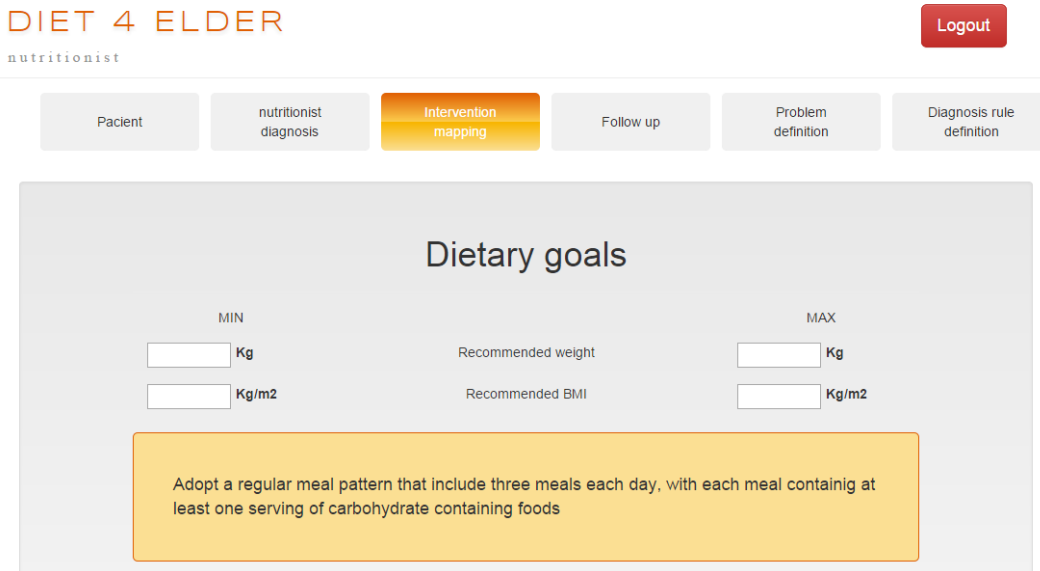 DIET 4 ELDER
Logout
nutritionist
Pacient
nutritionist
diagnosis
Intervention
mapping
Follow up
Problem
definition
Diagnosis rule
definition
Dietary goals
MIN
MAX
Kg
Recommended weight
Kg
Kg/m2
Recommended BMI
Kg/m2
Adopt a regular meal pattern that include three meals each day, with each meal containig at
least one serving of carbohydrate containing foods